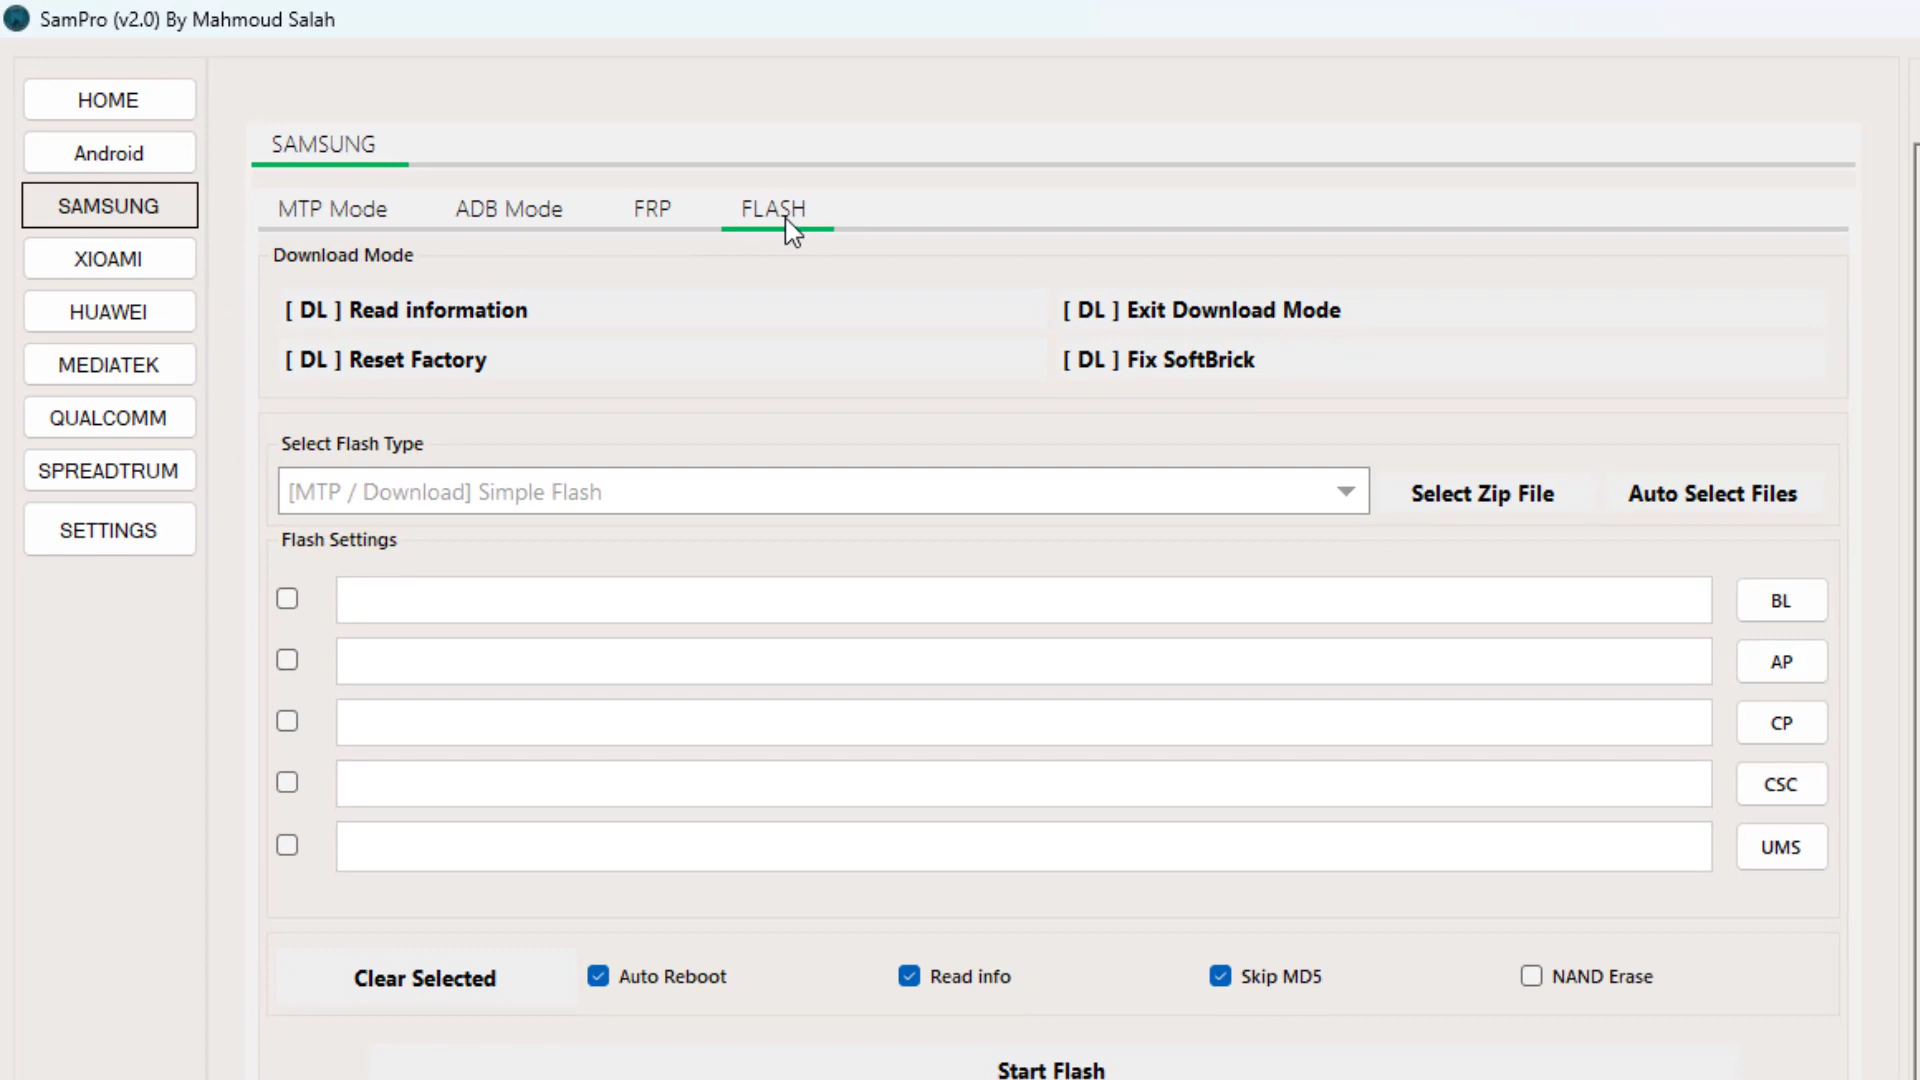 SamPro (v2.0) By Mahmoud Salah
HOME
Android
SAMSUNG
XIOAMI
HUAWEI
MEDIATEK
QUALCOMM
SPREADTRUM
SETTINGS
SAMSUNG
MTP Mode ADB Mode FRP FLASH
Download Mode
[ DL ] Read information [ DL ] Exit Download Mode
[ DL ] Reset Factory [ DL ] Fix SoftBrick
Select Flash Type
[MTP / Download] Simple Flash Select Zip File Auto Select Files
Flash Settings
BL
AP
CP
CSC
UMS
Clear Selected Auto Reboot Read info Skip MD5 NAND Erase
Start Flash